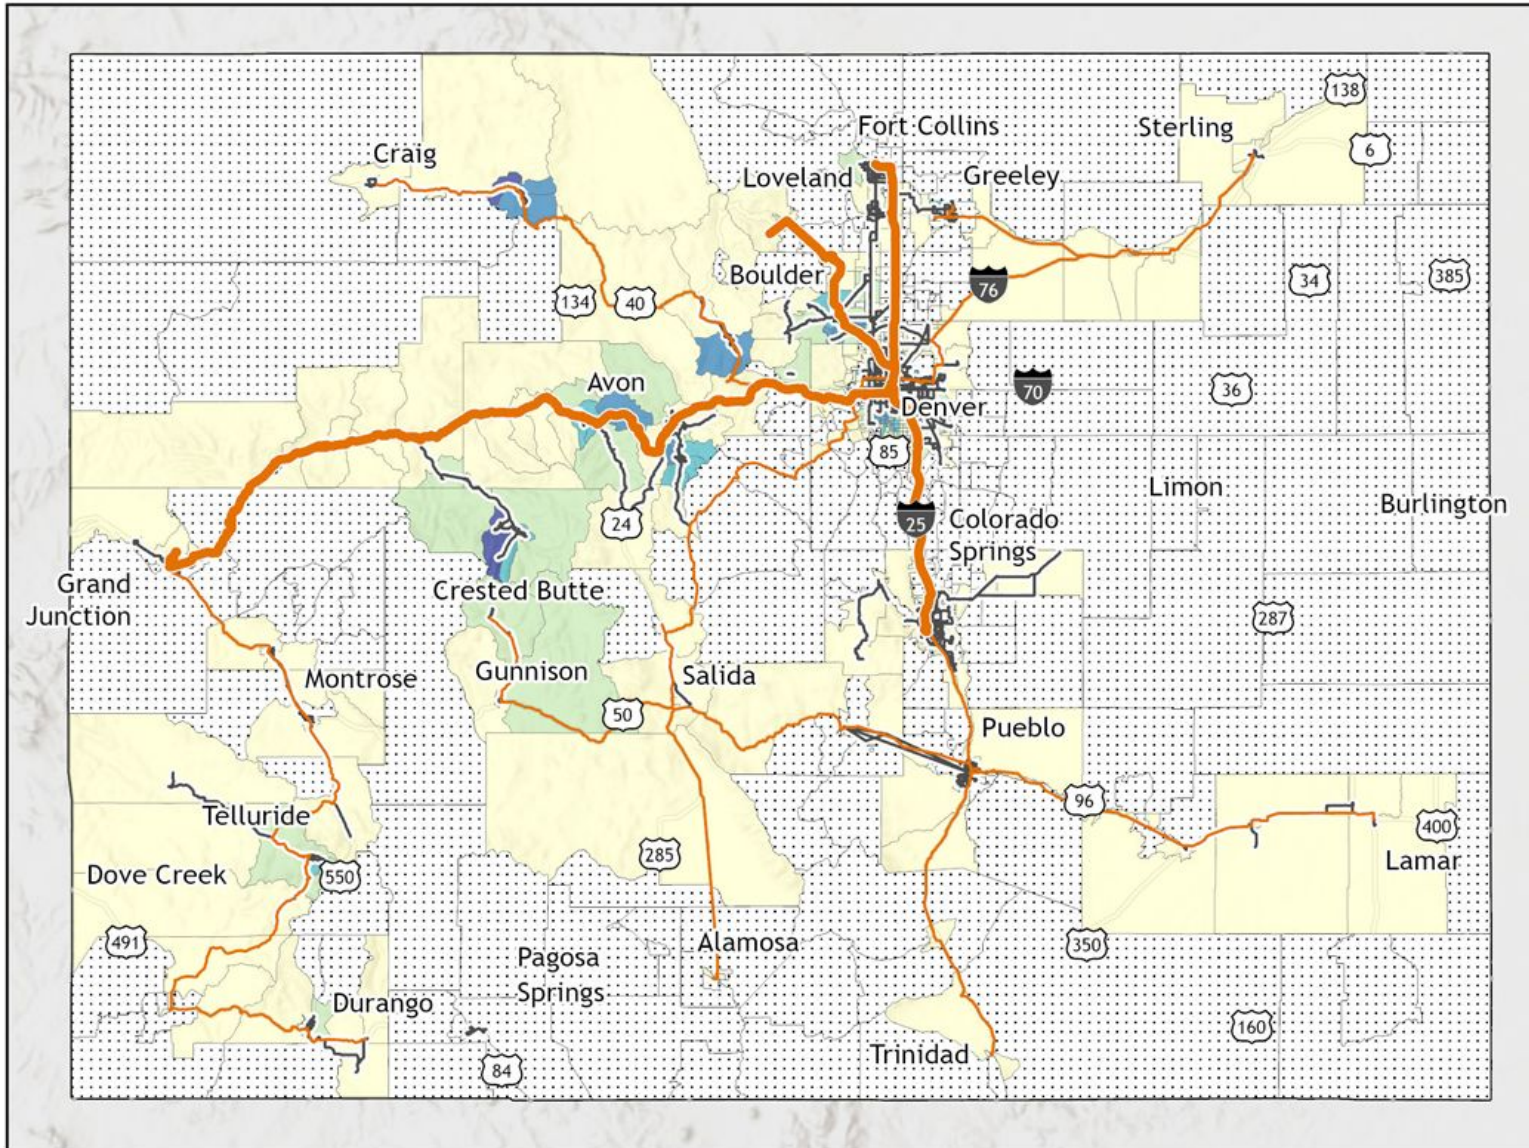 138
Fort Collins
Sterling
6
Craig
Loveland
Greeley
Boulder
76
134
40
34
385
Avon
70
36
Denver
85
24
Limon
Burlington
25
Colorado
Springs
Grand
Junction
Crested Butte
287
Gunnison
Salida
Montrose
50
Pueblo
Telluride
96
400
285
Lamar
Dove Creek
550
491
Alamosa
350
Pagosa
Springs
Durango
160
Trinidad
84